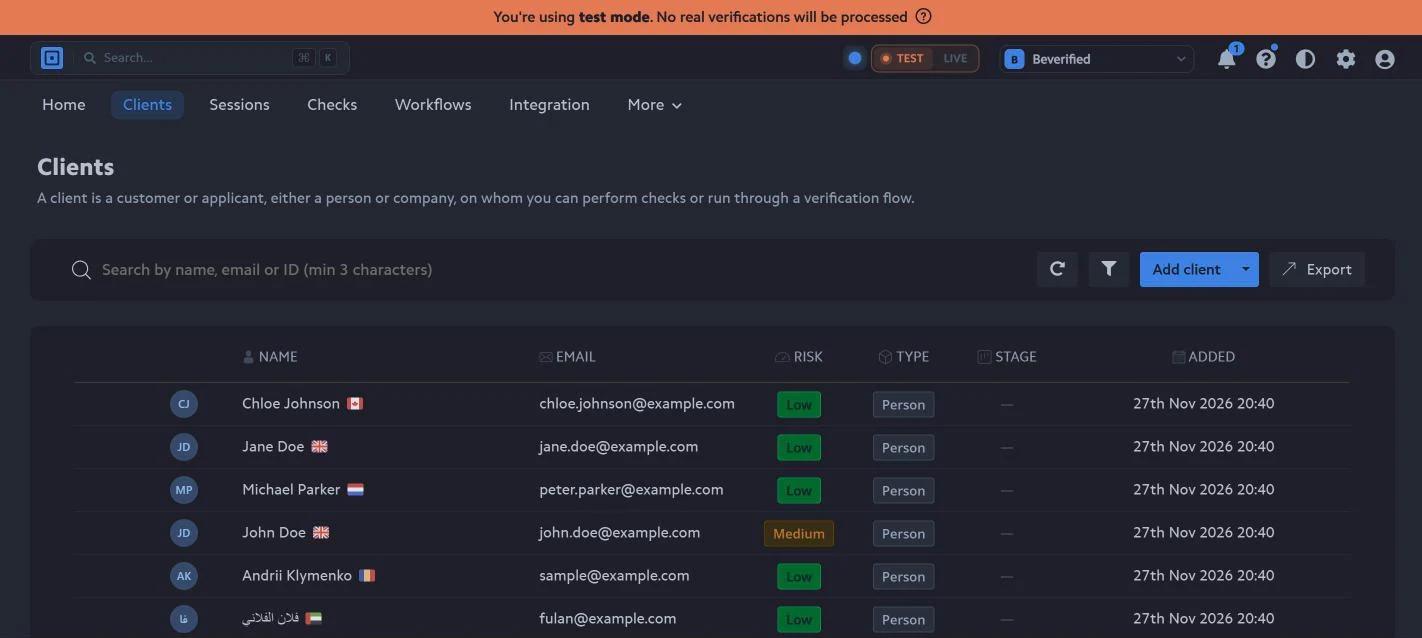 You're using test mode. No real verifications will be processed
Search... ⌘ K TEST LIVE B Beverified 1
Home Clients Sessions Checks Workflows Integration More
Clients
A client is a customer or applicant, either a person or company, on whom you can perform checks or run through a verification flow.
Search by name, email or ID (min 3 characters) Add client Export
NAME EMAIL RISK TYPE STAGE ADDED
CJ Chloe Johnson chloe.johnson@example.com Low Person — 27th Nov 2026 20:40
JD Jane Doe jane.doe@example.com Low Person — 27th Nov 2026 20:40
MP Michael Parker peter.parker@example.com Low Person — 27th Nov 2026 20:40
JD John Doe john.doe@example.com Medium Person — 27th Nov 2026 20:40
AK Andrii Klymenko sample@example.com Low Person — 27th Nov 2026 20:40
فا فلان الفلاني fulan@example.com Low Person — 27th Nov 2026 20:40